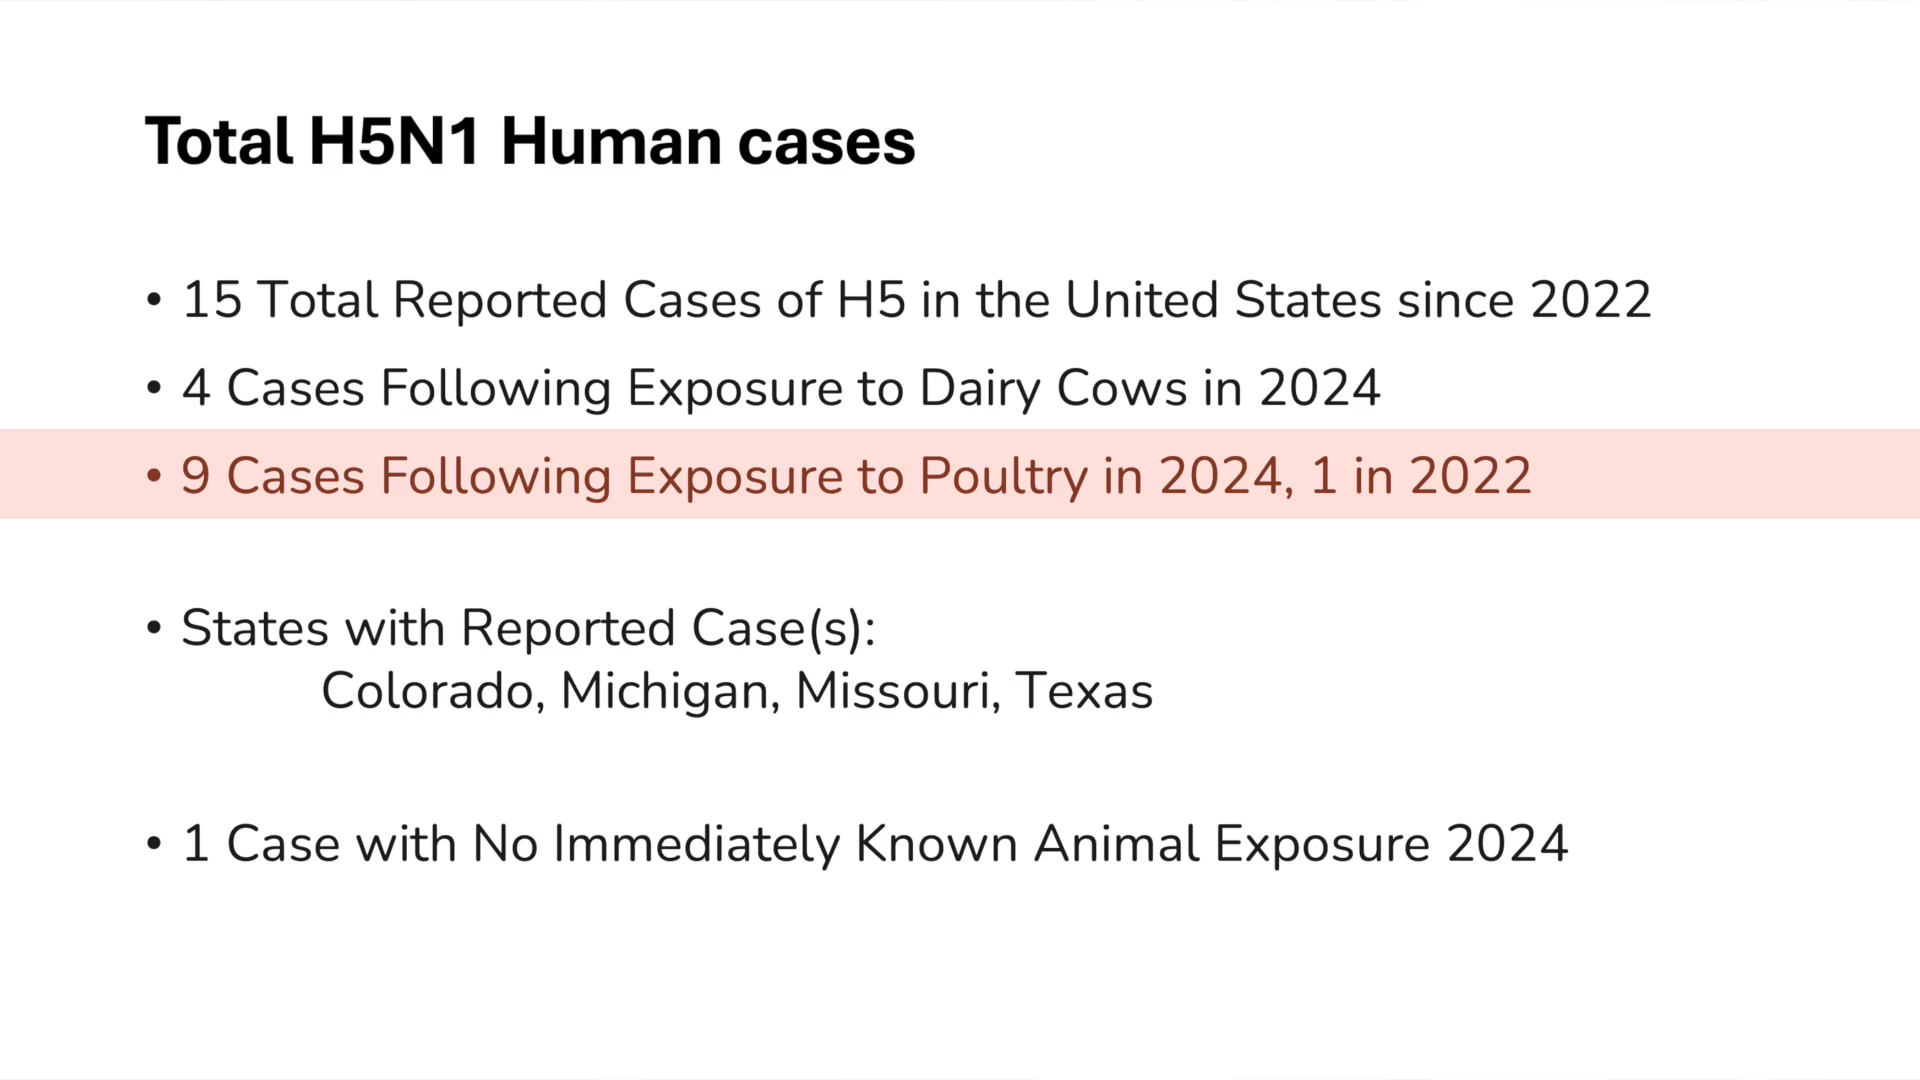 Total H5N1 Human cases
• 15 Total Reported Cases of H5 in the United States since 2022
• 4 Cases Following Exposure to Dairy Cows in 2024
• 9 Cases Following Exposure to Poultry in 2024, 1 in 2022
• States with Reported Case(s):
Colorado, Michigan, Missouri, Texas
• 1 Case with No Immediately Known Animal Exposure 2024